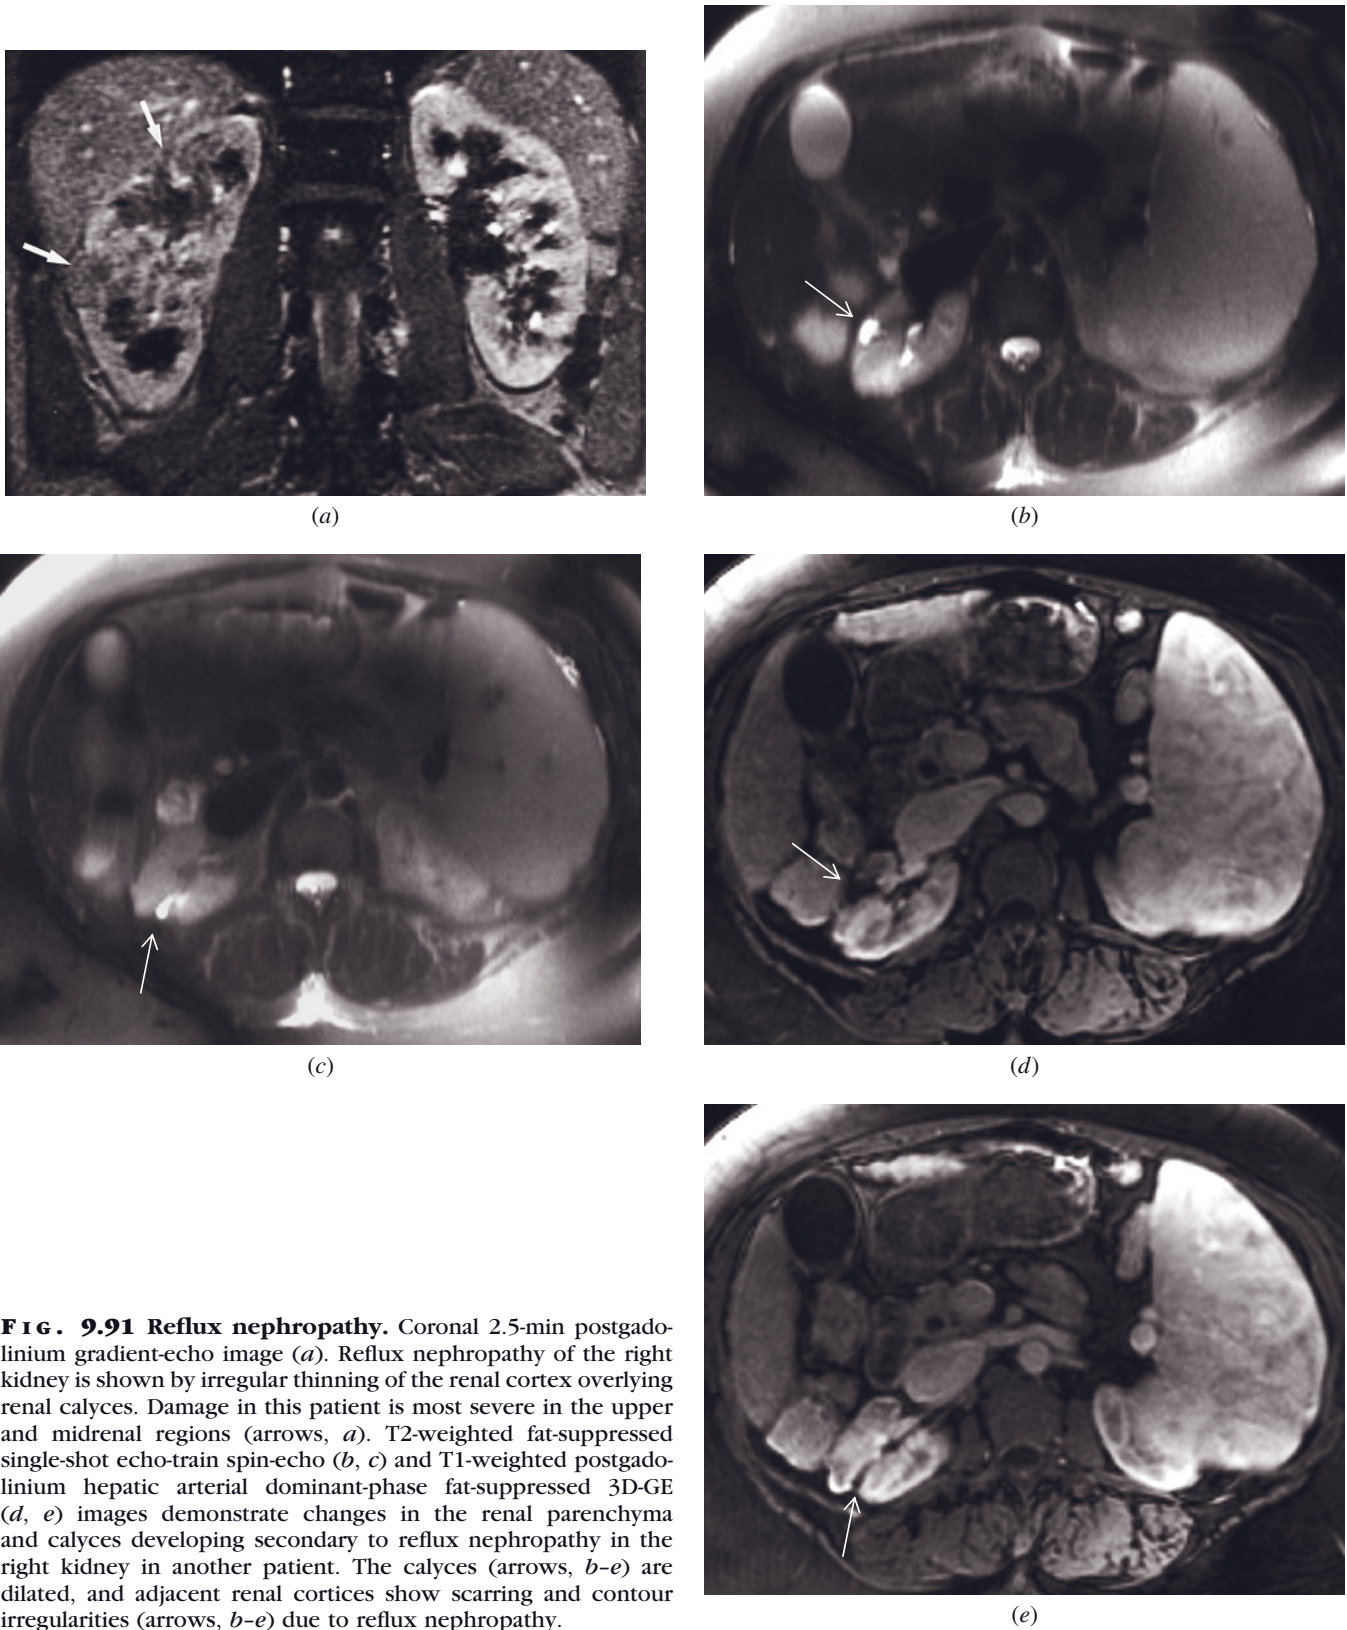 (a)
(b)
(c)
(d)
(e)
FIG. 9.91 Reflux nephropathy. Coronal 2.5-min postgado-
linium gradient-echo image (a). Reflux nephropathy of the right
kidney is shown by irregular thinning of the renal cortex overlying
renal calyces. Damage in this patient is most severe in the upper
and midrenal regions (arrows, a). T2-weighted fat-suppressed
single-shot echo-train spin-echo (b, c) and T1-weighted postgado-
linium hepatic arterial dominant-phase fat-suppressed 3D-GE
(d, e) images demonstrate changes in the renal parenchyma
and calyces developing secondary to reflux nephropathy in the
right kidney in another patient. The calyces (arrows, b–e) are
dilated, and adjacent renal cortices show scarring and contour
irregularities (arrows, b–e) due to reflux nephropathy.